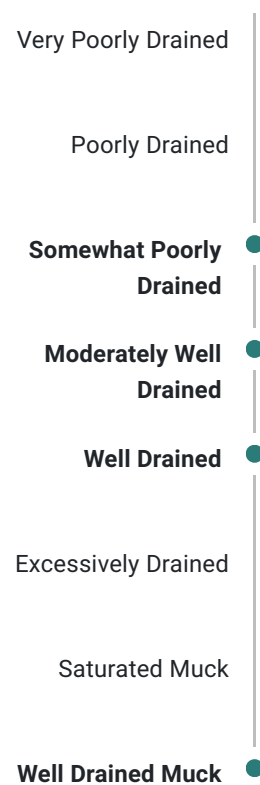 Very Poorly Drained
Poorly Drained
Somewhat Poorly
Drained
Moderately Well
Drained
Well Drained
Excessively Drained
Saturated Muck
Well Drained Muck